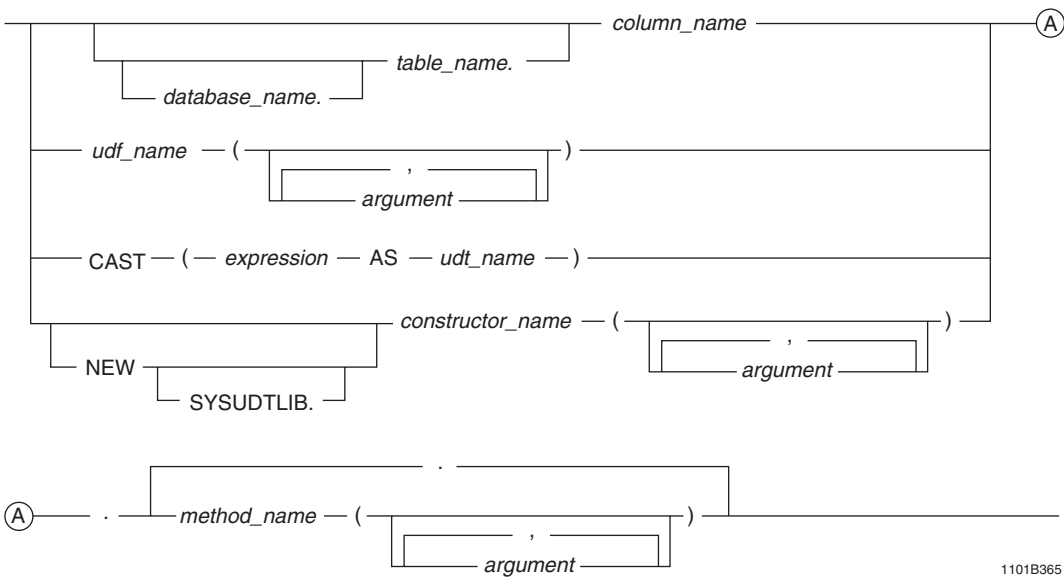 column_name A
table_name.
database_name.
udf_name ( )
,
argument
CAST ( expression AS udt_name )
constructor_name ( )
,
NEW argument
SYSUDTLIB.
.
A . method_name ( )
,
argument
1101B365